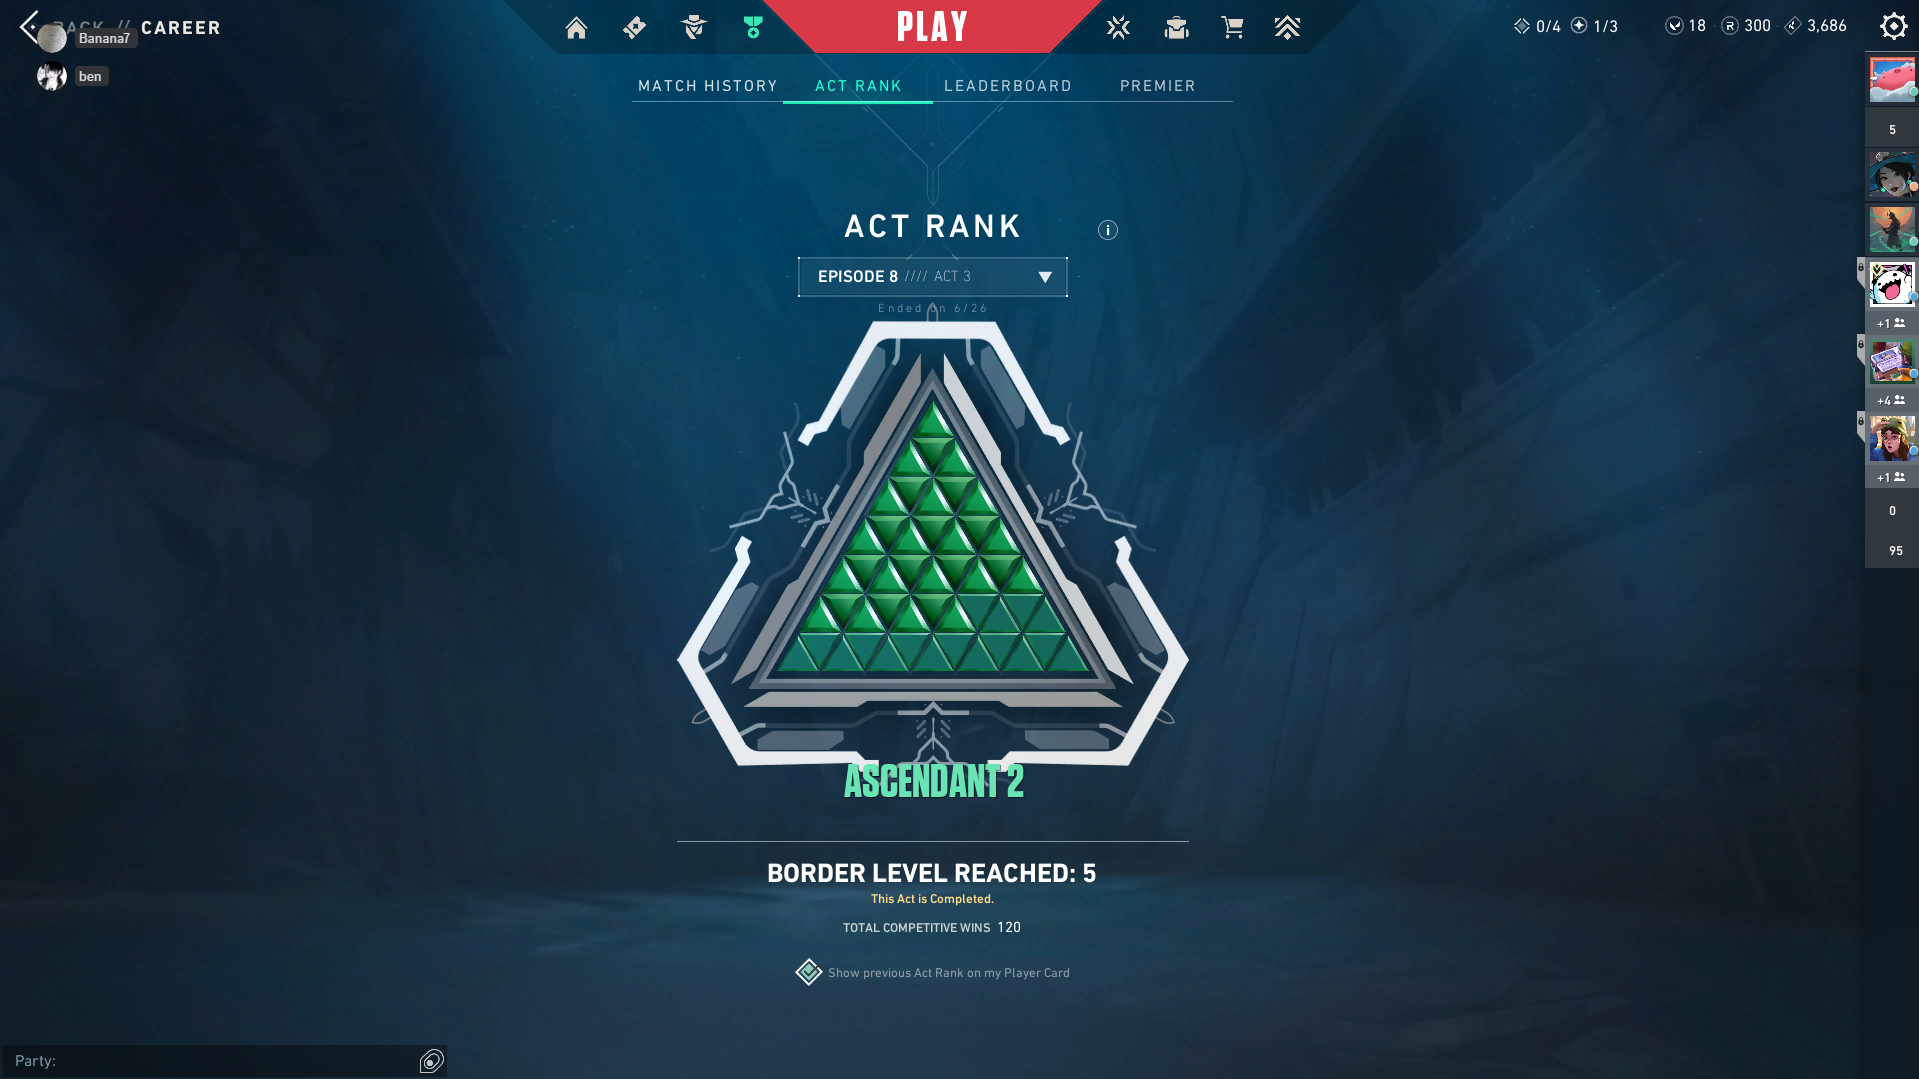 BACK // CAREER
Banana7
ben
PLAY
0/4 1/3 18 R 300 3,686
MATCH HISTORY ACT RANK LEADERBOARD PREMIER
ACT RANK
i
EPISODE 8 //// ACT 3
Ended on 6/26
ASCENDANT 2
BORDER LEVEL REACHED: 5
This Act is Completed.
TOTAL COMPETITIVE WINS 120
Show previous Act Rank on my Player Card
Party:
5
+1
+4
+1
0
95